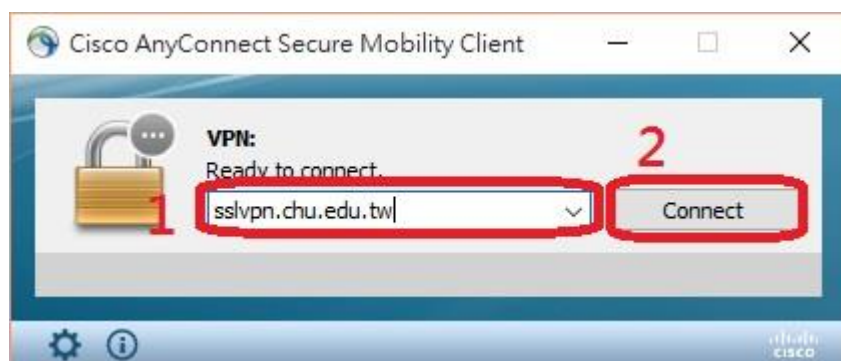 Cisco AnyConnect Secure Mobility Client
VPN:
Ready to connect.
1
sslvpn.chu.edu.tw
2
Connect
CISCO